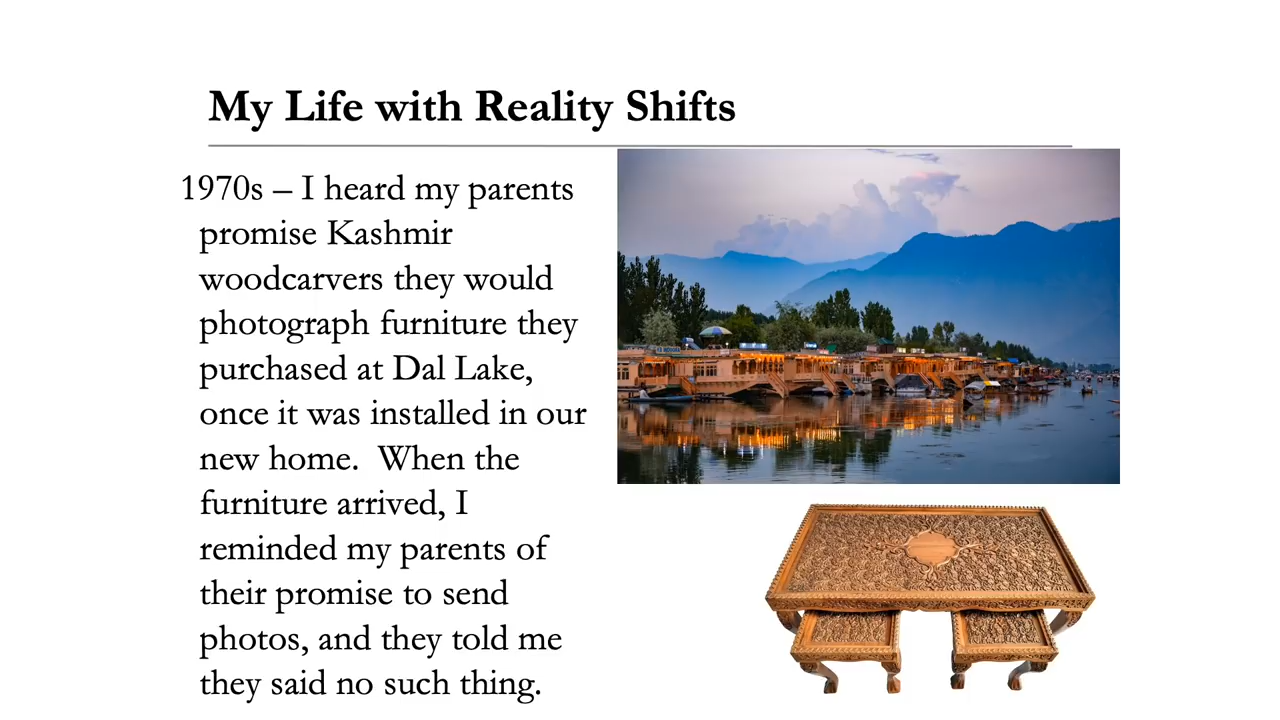 My Life with Reality Shifts
1970s – I heard my parents
promise Kashmir
woodcarvers they would
photograph furniture they
purchased at Dal Lake,
once it was installed in our
new home.  When the
furniture arrived, I
reminded my parents of
their promise to send
photos, and they told me
they said no such thing.